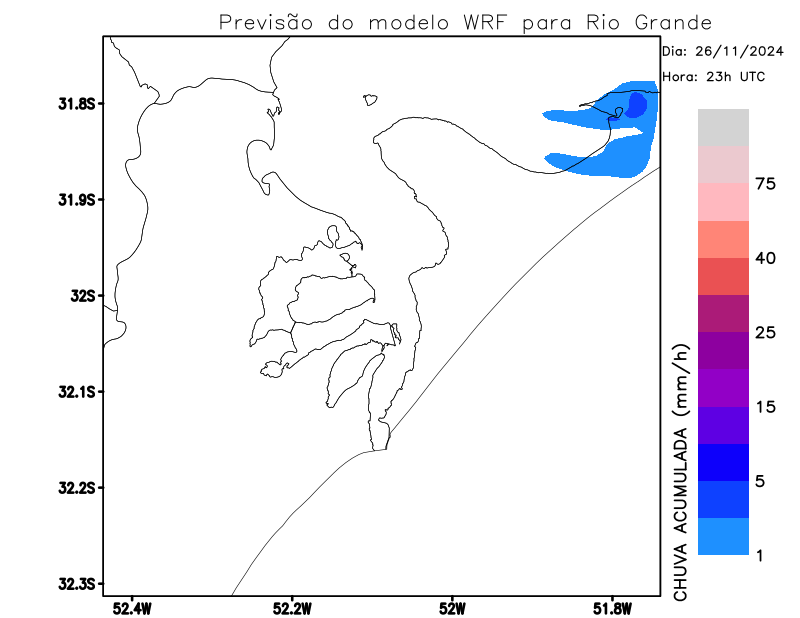 Previsão do modelo WRF para Rio Grande
Dia: 26/11/2024
Hora: 23h UTC
31.8S
31.9S
32S
32.1S
32.2S
32.3S
52.4W 52.2W 52W 51.8W
75
40
25
15
5
1
CHUVA ACUMULADA (mm/h)